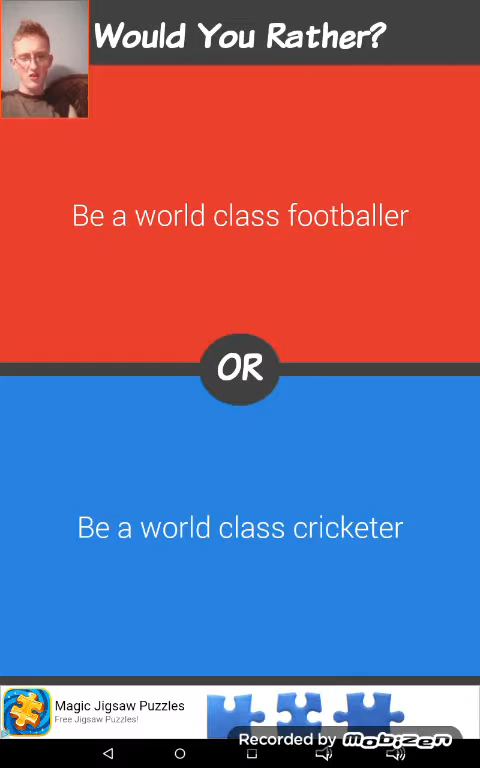 Would You Rather?
Be a world class footballer
OR
Be a world class cricketer
Magic Jigsaw Puzzles
Free Jigsaw Puzzles!
Recorded by mobizen